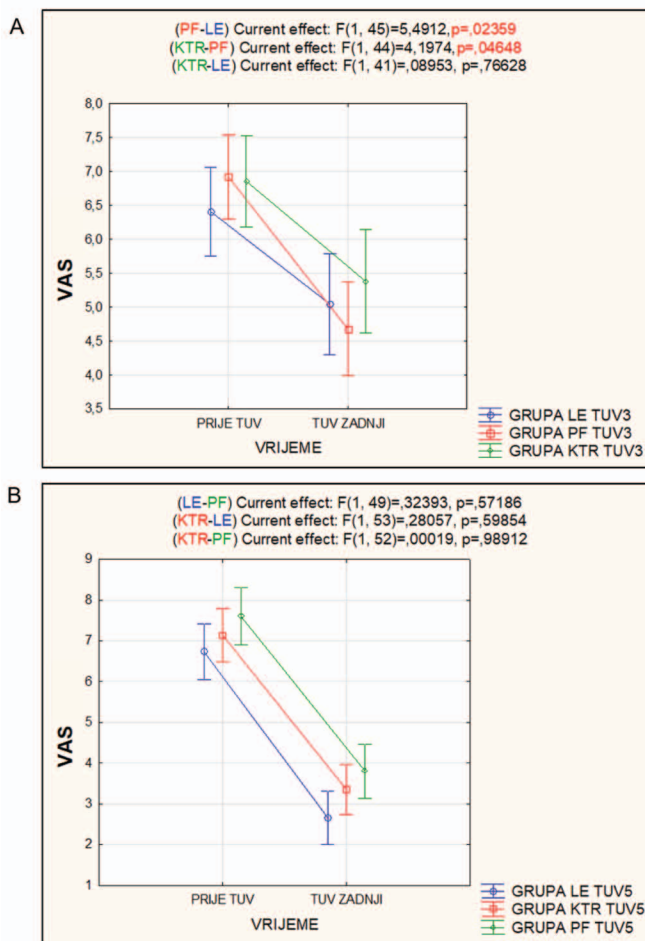 A
(PF-LE) Current effect: F(1, 45)=5,4912,p=,02359
(KTR-PF) Current effect: F(1, 44)=4,1974,p=,04648
(KTR-LE) Current effect: F(1, 41)=,08953, p=,76628
8,0
7,5
7,0
6,5
6,0
5,5
5,0
4,5
4,0
3,5
VAS
PRIJE TUV TUV ZADNJI
VRIJEME
GRUPA LE TUV3
GRUPA PF TUV3
GRUPA KTR TUV3
B
(LE-PF) Current effect: F(1, 49)=,32393, p=,57186
(KTR-LE) Current effect: F(1, 53)=,28057, p=,59854
(KTR-PF) Current effect: F(1, 52)=,00019, p=,98912
9
8
7
6
5
4
3
2
1
VAS
PRIJE TUV TUV ZADNJI
VRIJEME
GRUPA LE TUV5
GRUPA KTR TUV5
GRUPA PF TUV5